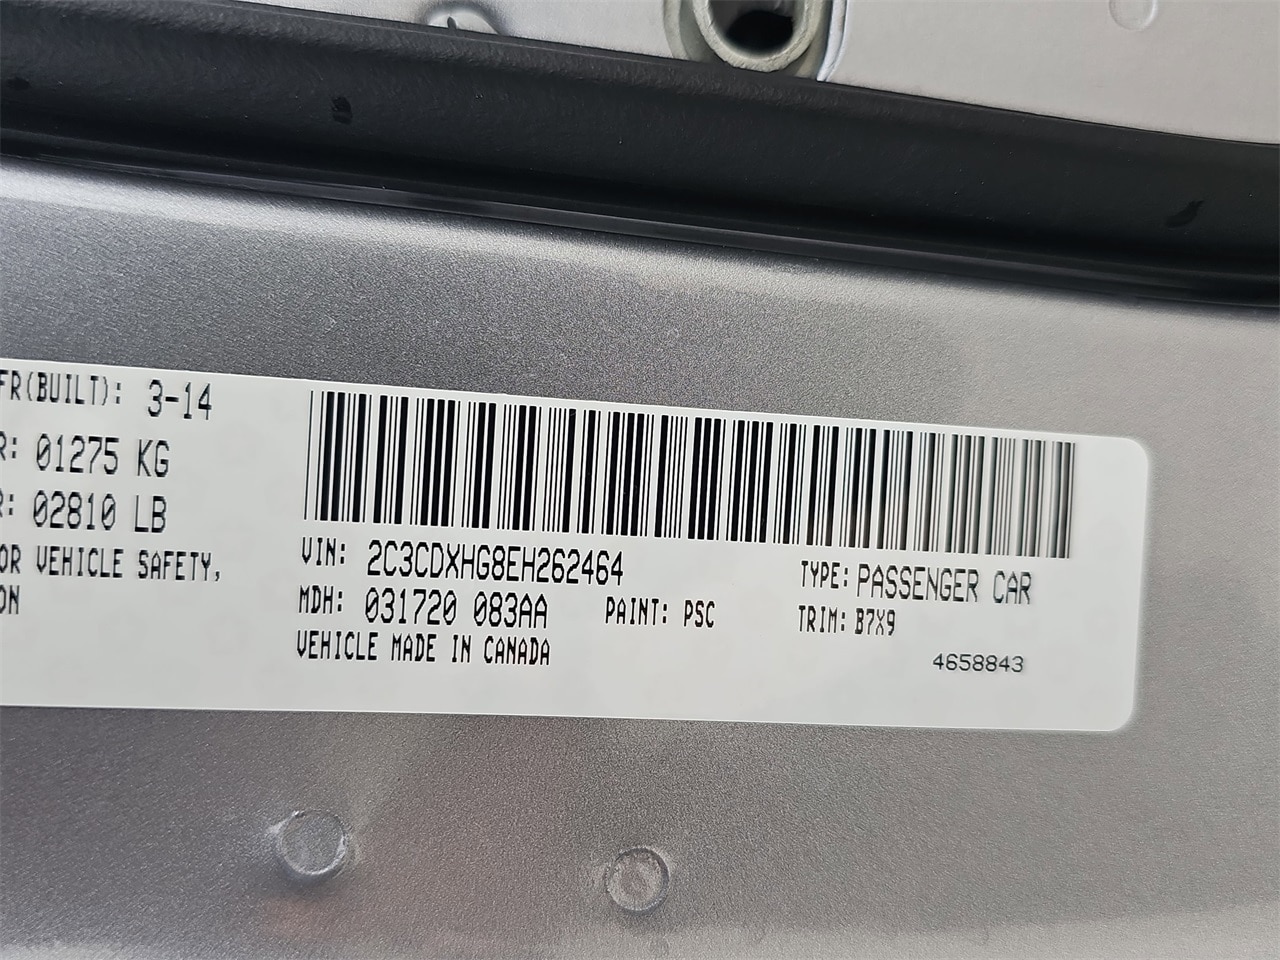 FR(BUILT): 3-14
R: 01275 KG
R: 02810 LB
OR VEHICLE SAFETY,
ON
VIN: 2C3CDXHG8EH262464
TYPE: PASSENGER CAR
MDH: 031720 083AA PAINT: PSC TRIM: B7X9
VEHICLE MADE IN CANADA
4658843